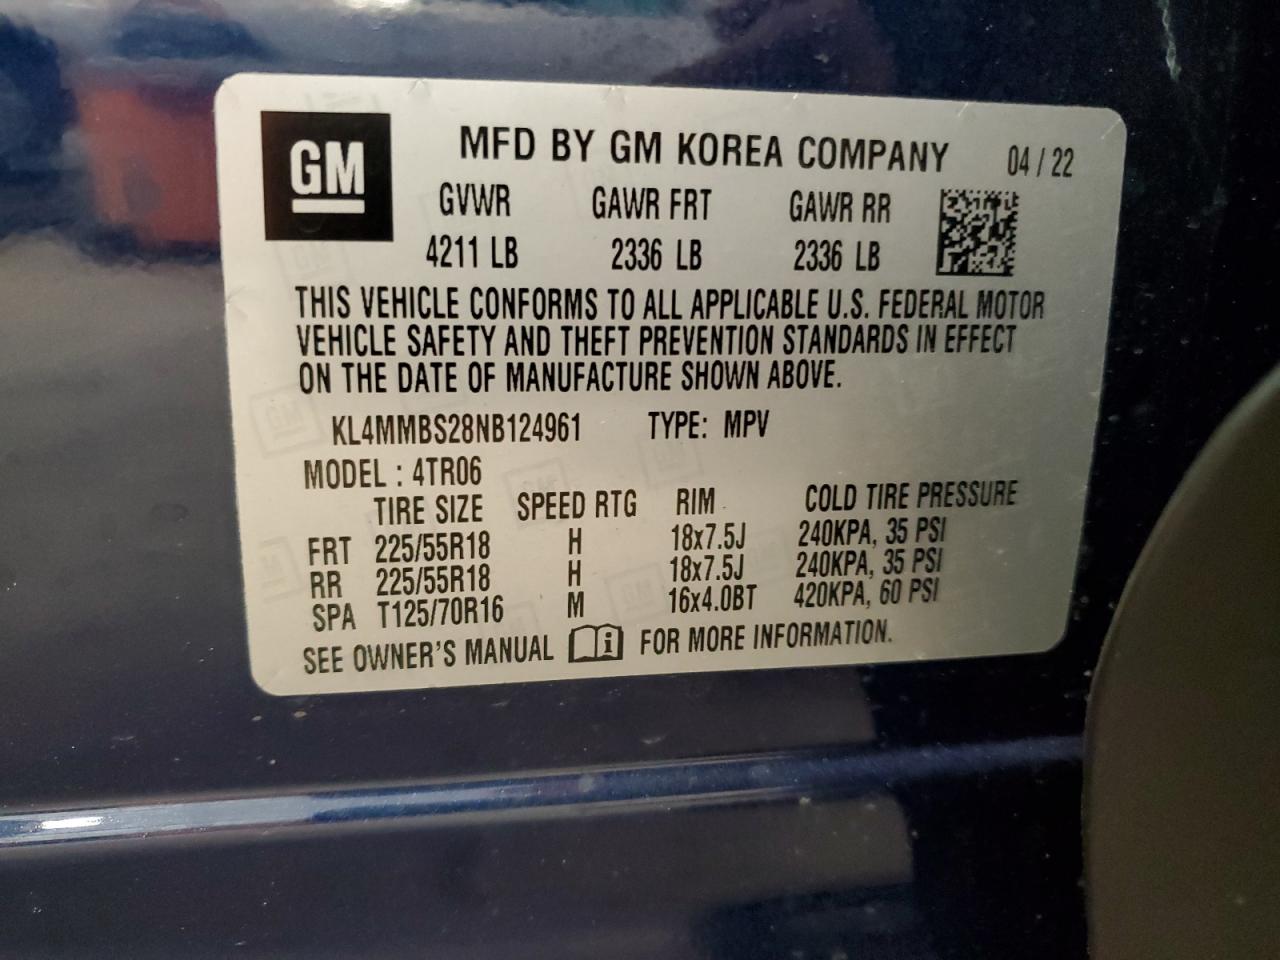 GM
MFD BY GM KOREA COMPANY 04 / 22
GVWR GAWR FRT GAWR RR
4211 LB 2336 LB 2336 LB
THIS VEHICLE CONFORMS TO ALL APPLICABLE U.S. FEDERAL MOTOR
VEHICLE SAFETY AND THEFT PREVENTION STANDARDS IN EFFECT
ON THE DATE OF MANUFACTURE SHOWN ABOVE.
KL4MMBS28NB124961 TYPE: MPV
MODEL : 4TR06
TIRE SIZE SPEED RTG RIM COLD TIRE PRESSURE
FRT 225/55R18 H 18x7.5J 240KPA, 35 PSI
RR 225/55R18 H 18x7.5J 240KPA, 35 PSI
SPA T125/70R16 M 16x4.0BT 420KPA, 60 PSI
SEE OWNER'S MANUAL i FOR MORE INFORMATION.